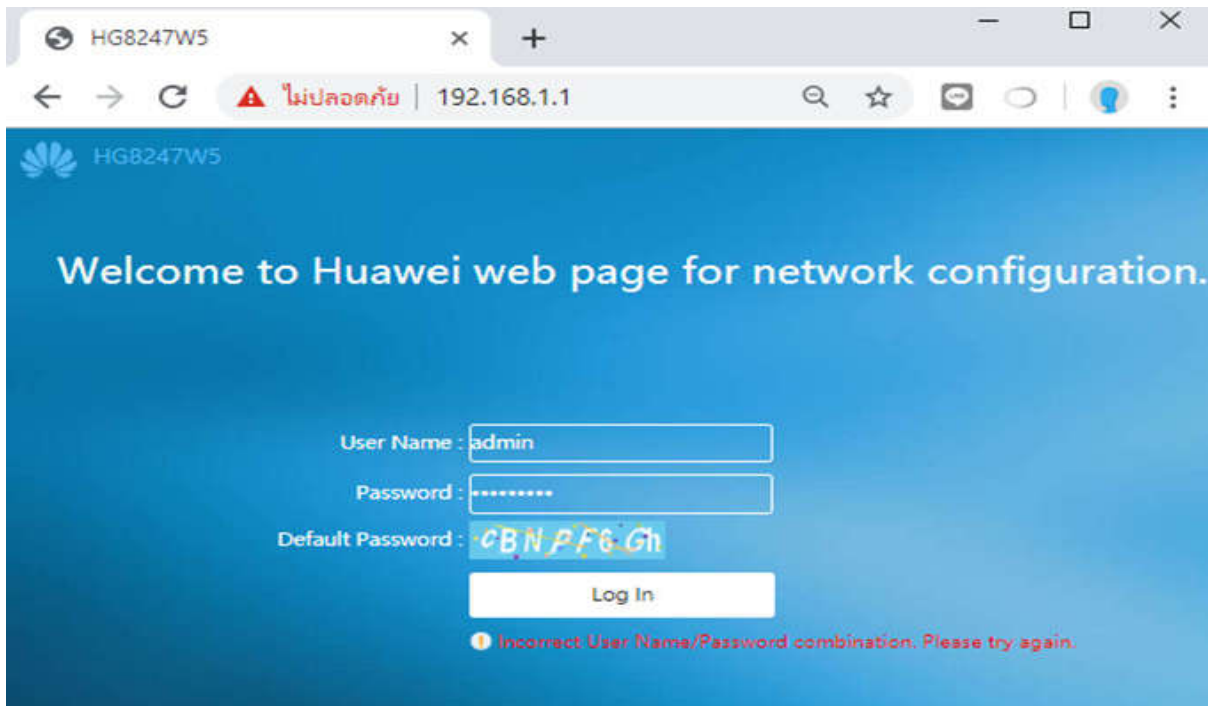 HG8247W5
ไม่ปลอดภัย | 192.168.1.1
HG8247W5
Welcome to Huawei web page for network configuration.
User Name : admin
Password : •••••••••
Default Password : cBNPF6Gh
Log In
Incorrect User Name/Password combination. Please try again.